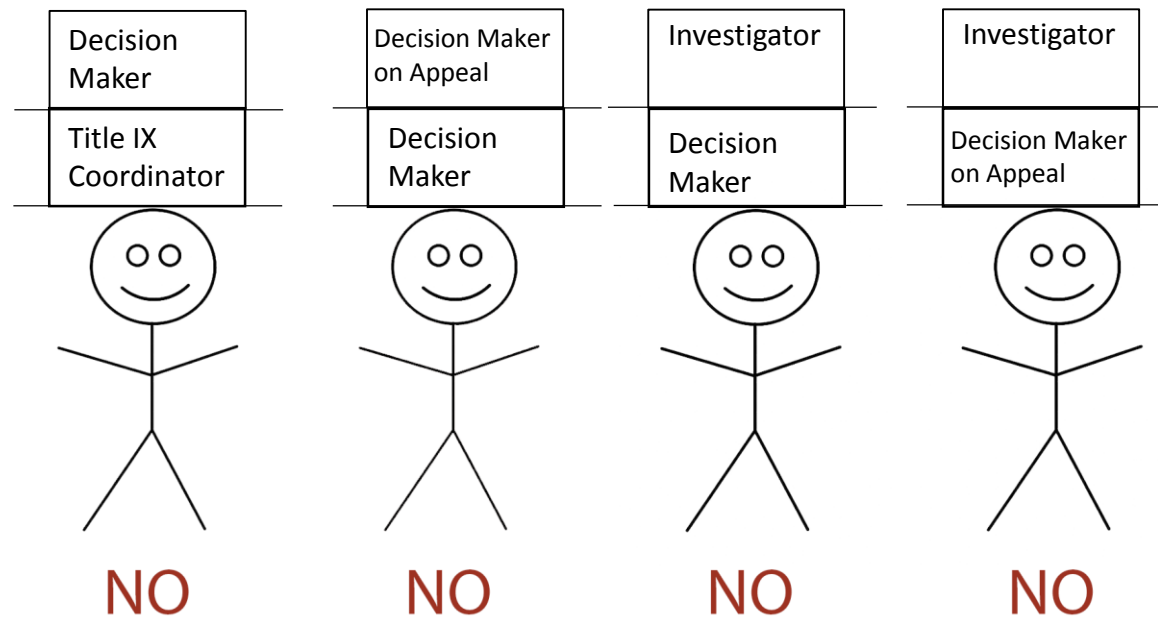 Decision
Maker
Title IX
Coordinator
NO
Decision Maker
on Appeal
Decision
Maker
NO
Investigator
Decision
Maker
NO
Investigator
Decision Maker
on Appeal
NO